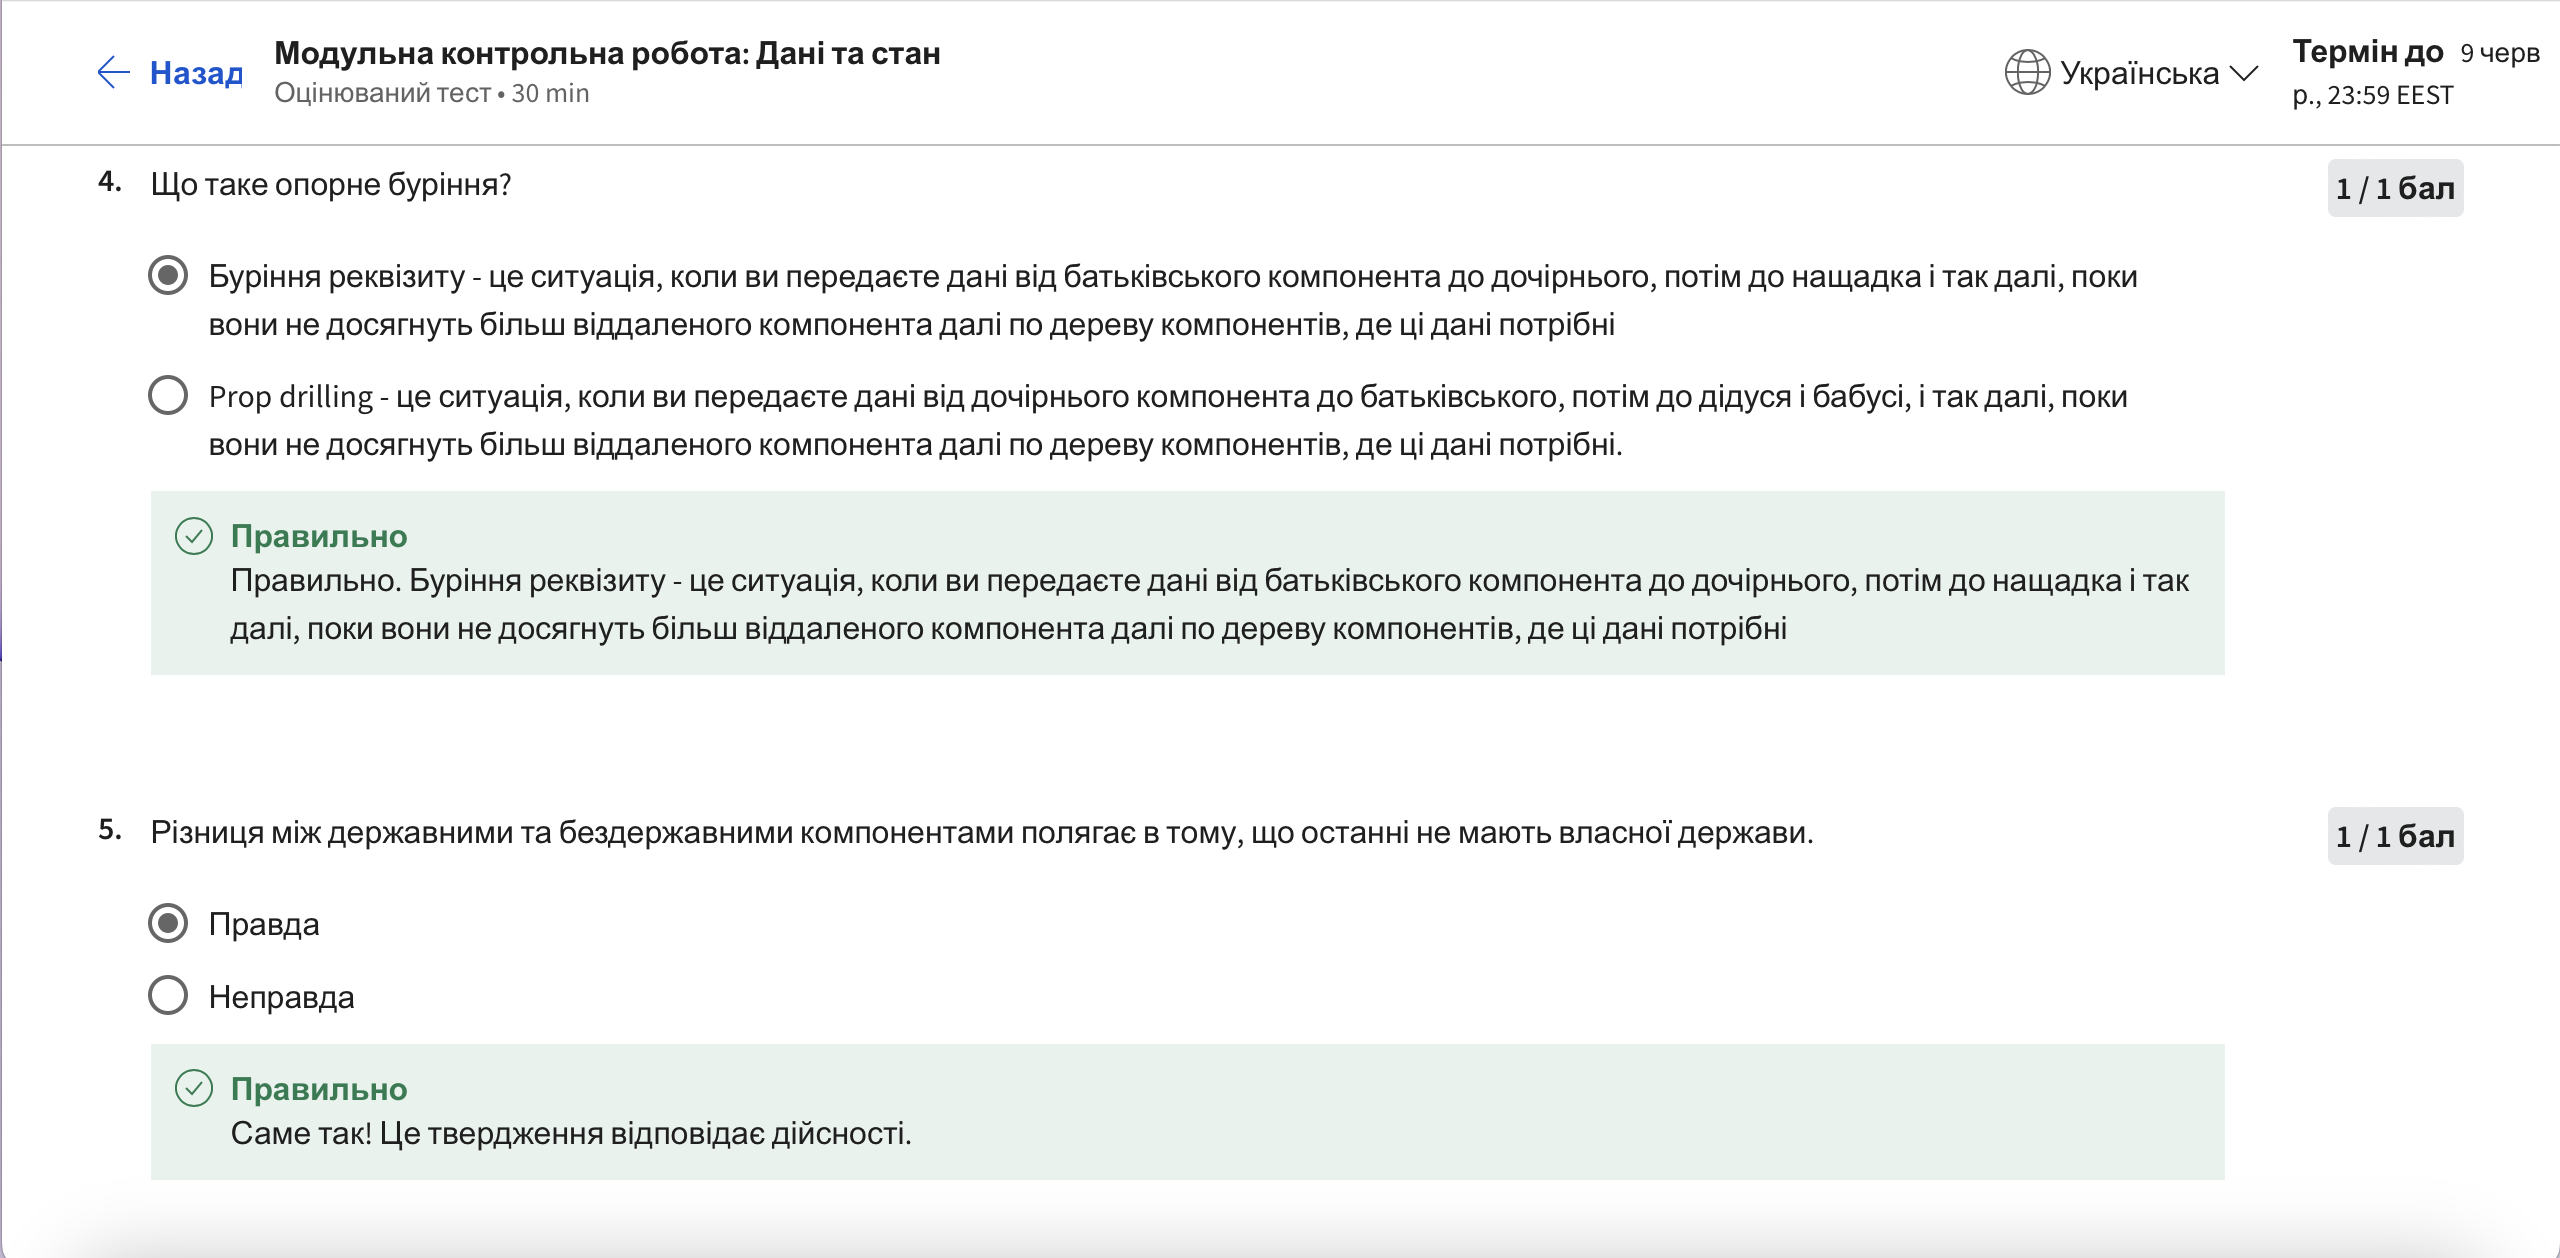 Назад
Модульна контрольна робота: Дані та стан
Оцінюваний тест • 30 min
Українська
Термін до 9 черв
р., 23:59 EEST
4. Що таке опорне буріння?
1 / 1 бал
Буріння реквізиту - це ситуація, коли ви передаєте дані від батьківського компонента до дочірнього, потім до нащадка і так далі, поки
вони не досягнуть більш віддаленого компонента далі по дереву компонентів, де ці дані потрібні
Prop drilling - це ситуація, коли ви передаєте дані від дочірнього компонента до батьківського, потім до дідуся і бабусі, і так далі, поки
вони не досягнуть більш віддаленого компонента далі по дереву компонентів, де ці дані потрібні.
Правильно
Правильно. Буріння реквізиту - це ситуація, коли ви передаєте дані від батьківського компонента до дочірнього, потім до нащадка і так
далі, поки вони не досягнуть більш віддаленого компонента далі по дереву компонентів, де ці дані потрібні
5. Різниця між державними та бездержавними компонентами полягає в тому, що останні не мають власної держави.
1 / 1 бал
Правда
Неправда
Правильно
Саме так! Це твердження відповідає дійсності.